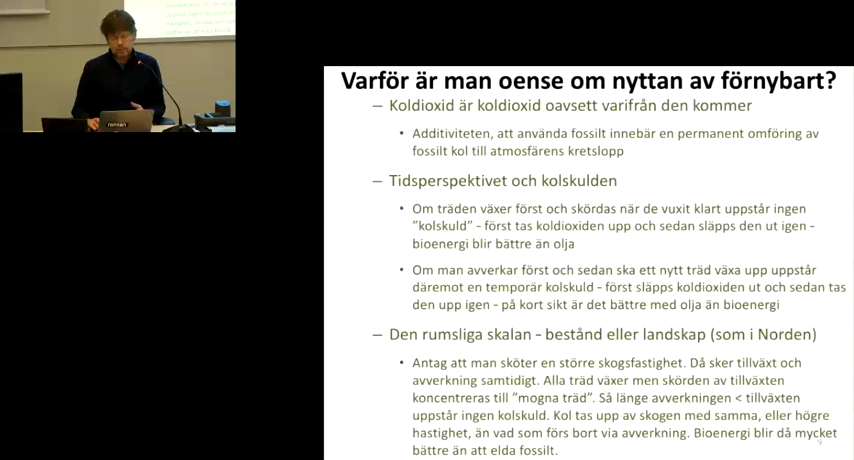 Varför är man oense om nyttan av förnybart?
– Koldioxid är koldioxid oavsett varifrån den kommer
• Additiviteten, att använda fossilt innebär en permanent omföring av
fossilt kol till atmosfärens kretslopp
– Tidsperspektivet och kolskulden
• Om träden växer först och skördas när de vuxit klart uppstår ingen
”kolskuld” - först tas koldioxiden upp och sedan släpps den ut igen -
bioenergi blir bättre än olja
• Om man avverkar först och sedan ska ett nytt träd växa upp uppstår
däremot en temporär kolskuld - först släpps koldioxiden ut och sedan tas
den upp igen - på kort sikt är det bättre med olja än bioenergi
– Den rumsliga skalan - bestånd eller landskap (som i Norden)
• Antag att man sköter en större skogsfastighet. Då sker tillväxt och
avverkning samtidigt. Alla träd växer men skörden av tillväxten
koncentreras till ”mogna träd”. Så länge avverkningen < tillväxten
uppstår ingen kolskuld. Kol tas upp av skogen med samma, eller högre
hastighet, än vad som förs bort via avverkning. Bioenergi blir då mycket
bättre än att elda fossilt.
9